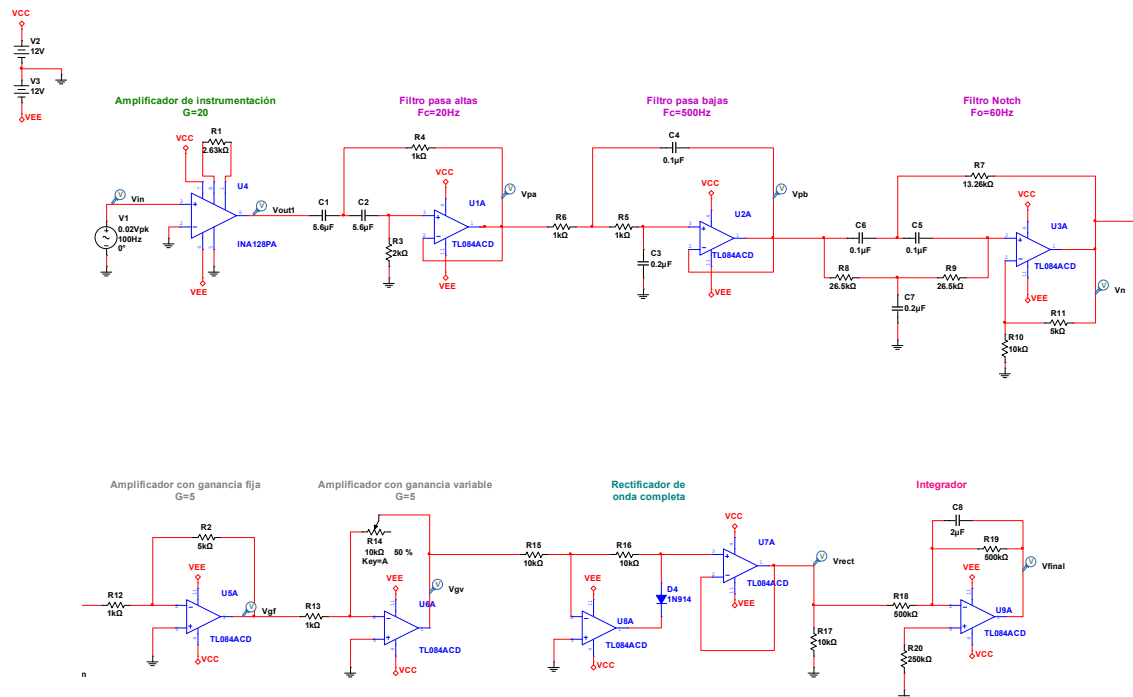 VCC
V2
12V
V3
12V
VEE
Amplificador de instrumentación
G=20
VCC
R1
2.63kΩ
U4
Vin
Vout1
V1
0.02Vpk
100Hz
0°
INA128PA
VEE
Filtro pasa altas
Fc=20Hz
R4
1kΩ
VCC
Vpa
C1
5.6µF
C2
5.6µF
U1A
R3
2kΩ
TL084ACD
VEE
Filtro pasa bajas
Fc=500Hz
C4
0.1µF
VCC
Vpb
R6
1kΩ
R5
1kΩ
U2A
C3
0.2µF
TL084ACD
VEE
Filtro Notch
Fo=60Hz
R7
13.26kΩ
VCC
C6
0.1µF
C5
0.1µF
U3A
TL084ACD
R8
26.5kΩ
R9
26.5kΩ
C7
0.2µF
VEE
Vn
R11
5kΩ
R10
10kΩ
Amplificador con ganancia fija
G=5
R2
5kΩ
VEE
R12
1kΩ
U5A
Vgf
TL084ACD
VCC
n
Amplificador con ganancia variable
G=5
R14
10kΩ 50 %
Key=A
VEE
Vgv
R13
1kΩ
U6A
TL084ACD
VCC
Rectificador de
onda completa
R15
10kΩ
R16
10kΩ
VCC
U7A
D4
1N914
TL084ACD
VEE
VEE
U8A
TL084ACD
VCC
Vrect
R17
10kΩ
Integrador
C8
2µF
R19
500kΩ
VEE
Vfinal
R18
500kΩ
U9A
TL084ACD
R20
250kΩ
VCC